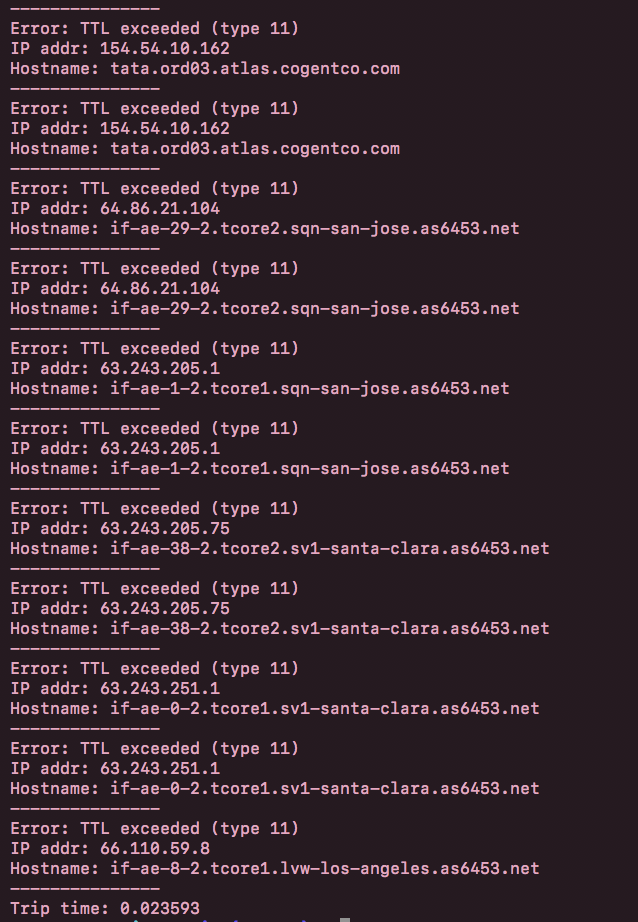 ---------------
Error: TTL exceeded (type 11)
IP addr: 154.54.10.162
Hostname: tata.ord03.atlas.cogentco.com
---------------
Error: TTL exceeded (type 11)
IP addr: 154.54.10.162
Hostname: tata.ord03.atlas.cogentco.com
---------------
Error: TTL exceeded (type 11)
IP addr: 64.86.21.104
Hostname: if-ae-29-2.tcore2.sqn-san-jose.as6453.net
---------------
Error: TTL exceeded (type 11)
IP addr: 64.86.21.104
Hostname: if-ae-29-2.tcore2.sqn-san-jose.as6453.net
---------------
Error: TTL exceeded (type 11)
IP addr: 63.243.205.1
Hostname: if-ae-1-2.tcore1.sqn-san-jose.as6453.net
---------------
Error: TTL exceeded (type 11)
IP addr: 63.243.205.1
Hostname: if-ae-1-2.tcore1.sqn-san-jose.as6453.net
---------------
Error: TTL exceeded (type 11)
IP addr: 63.243.205.75
Hostname: if-ae-38-2.tcore2.sv1-santa-clara.as6453.net
---------------
Error: TTL exceeded (type 11)
IP addr: 63.243.205.75
Hostname: if-ae-38-2.tcore2.sv1-santa-clara.as6453.net
---------------
Error: TTL exceeded (type 11)
IP addr: 63.243.251.1
Hostname: if-ae-0-2.tcore1.sv1-santa-clara.as6453.net
---------------
Error: TTL exceeded (type 11)
IP addr: 63.243.251.1
Hostname: if-ae-0-2.tcore1.sv1-santa-clara.as6453.net
---------------
Error: TTL exceeded (type 11)
IP addr: 66.110.59.8
Hostname: if-ae-8-2.tcore1.lvw-los-angeles.as6453.net
---------------
Trip time: 0.023593